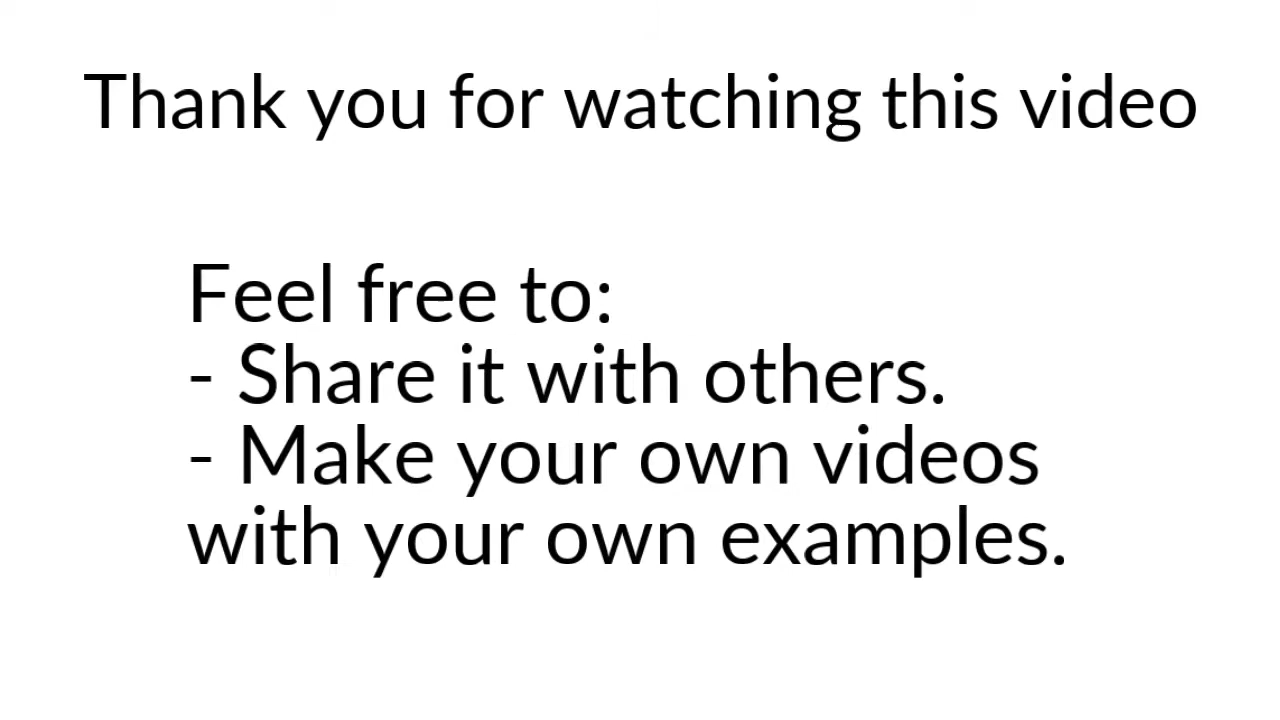 Thank you for watching this video
Feel free to:
- Share it with others.
- Make your own videos
with your own examples.